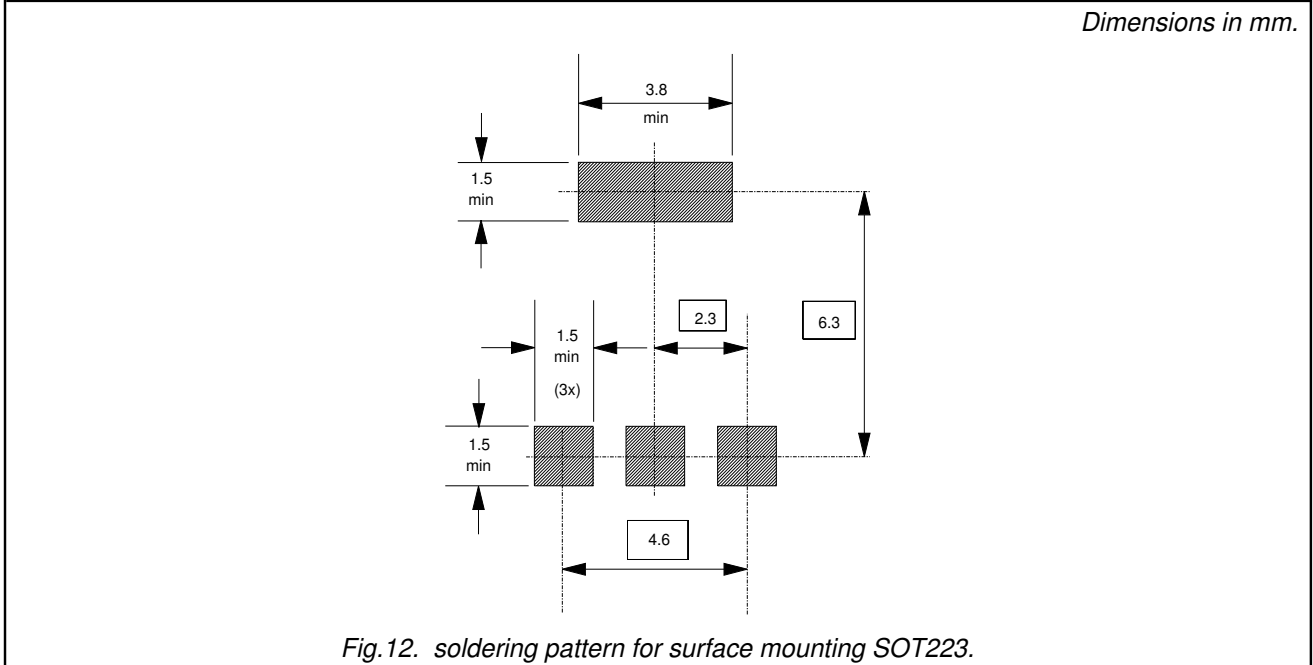 Dimensions in mm.
3.8
min
1.5
min
2.3
6.3
1.5
min
(3x)
1.5
min
4.6
Fig.12. soldering pattern for surface mounting SOT223.